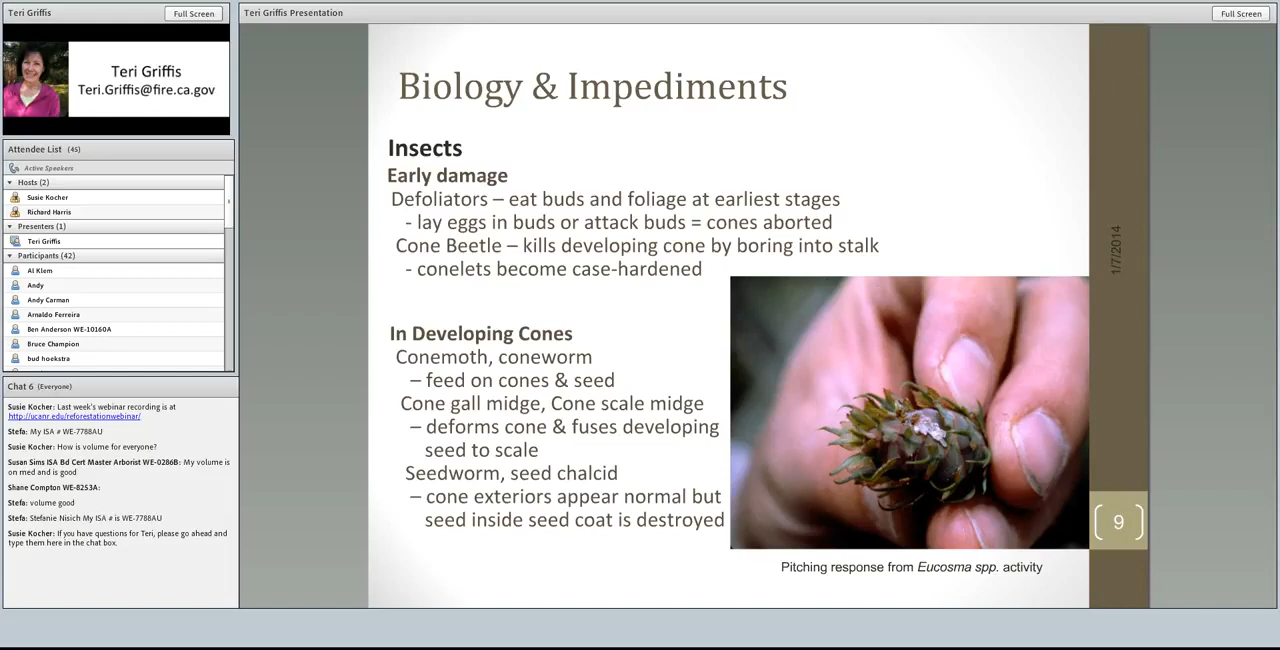 Teri Griffis
Full Screen
Teri Griffis
Teri.Griffis@fire.ca.gov
Attendee List (45)
Active Speakers
Hosts (2)
Susie Kocher
Richard Harris
Presenters (1)
Teri Griffis
Participants (42)
Al Klem
Andy
Andy Carman
Arnaldo Ferreira
Ben Anderson WE-10160A
Bruce Champion
bud hoekstra
Chat 6 (Everyone)
Susie Kocher: Last week's webinar recording is at
http://ucanr.edu/reforestationwebinar/
Stefa: My ISA # WE-7788AU
Susie Kocher: How is volume for everyone?
Susan Sims ISA Bd Cert Master Arborist WE-0286B: My volume is
on med and is good
Shane Compton WE-8253A:
Stefa: volume good
Stefa: Stefanie Nisich My ISA # is WE-7788AU
Susie Kocher: If you have questions for Teri, please go ahead and
type them here in the chat box.
Teri Griffis Presentation
Full Screen
Biology & Impediments
Insects
Early damage
Defoliators – eat buds and foliage at earliest stages
- lay eggs in buds or attack buds = cones aborted
Cone Beetle – kills developing cone by boring into stalk
- conelets become case-hardened
In Developing Cones
Conemoth, coneworm
– feed on cones & seed
Cone gall midge, Cone scale midge
– deforms cone & fuses developing
seed to scale
Seedworm, seed chalcid
– cone exteriors appear normal but
seed inside seed coat is destroyed
Pitching response from Eucosma spp. activity
1/7/2014
9